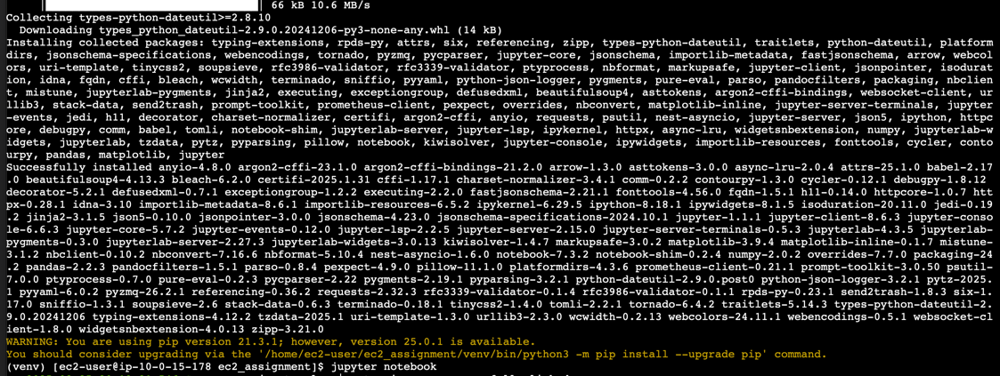 66 kB 10.6 MB/s
Collecting types-python-dateutil>=2.8.10
Downloading types_python_dateutil-2.9.0.20241206-py3-none-any.whl (14 kB)
Installing collected packages: typing-extensions, rpds-py, attrs, six, referencing, zipp, types-python-dateutil, traitlets, python-dateutil, platform
dirs, jsonschema-specifications, webencodings, tornado, pyzmq, pycparser, jupyter-core, jsonschema, importlib-metadata, fastjsonschema, arrow, webcol
ors, uri-template, tinycss2, soupsieve, rfc3986-validator, rfc3339-validator, ptyprocess, nbformat, markupsafe, jupyter-client, jsonpointer, isodurat
ion, idna, fqdn, cffi, bleach, wcwidth, terminado, sniffio, pyyaml, python-json-logger, pygments, pure-eval, parso, pandocfilters, packaging, nbclien
t, mistune, jupyterlab-pygments, jinja2, executing, exceptiongroup, defusedxml, beautifulsoup4, asttokens, argon2-cffi-bindings, websocket-client, ur
llib3, stack-data, send2trash, prompt-toolkit, prometheus-client, pexpect, overrides, nbconvert, matplotlib-inline, jupyter-server-terminals, jupyter
-events, jedi, h11, decorator, charset-normalizer, certifi, argon2-cffi, anyio, requests, psutil, nest-asyncio, jupyter-server, json5, ipython, httpc
ore, debugpy, comm, babel, tomli, notebook-shim, jupyterlab-server, jupyter-lsp, ipykernel, httpx, async-lru, widgetsnbextension, numpy, jupyterlab-w
idgets, jupyterlab, tzdata, pytz, pyparsing, pillow, notebook, kiwisolver, jupyter-console, ipywidgets, importlib-resources, fonttools, cycler, conto
urpy, pandas, matplotlib, jupyter
Successfully installed anyio-4.8.0 argon2-cffi-23.1.0 argon2-cffi-bindings-21.2.0 arrow-1.3.0 asttokens-3.0.0 async-lru-2.0.4 attrs-25.1.0 babel-2.17
.0 beautifulsoup4-4.13.3 bleach-6.2.0 certifi-2025.1.31 cffi-1.17.1 charset-normalizer-3.4.1 comm-0.2.2 contourpy-1.3.0 cycler-0.12.1 debugpy-1.8.12
decorator-5.2.1 defusedxml-0.7.1 exceptiongroup-1.2.2 executing-2.2.0 fastjsonschema-2.21.1 fonttools-4.56.0 fqdn-1.5.1 h11-0.14.0 httpcore-1.0.7 htt
px-0.28.1 idna-3.10 importlib-metadata-8.6.1 importlib-resources-6.5.2 ipykernel-6.29.5 ipython-8.18.1 ipywidgets-8.1.5 isoduration-20.11.0 jedi-0.19
.2 jinja2-3.1.5 json5-0.10.0 jsonpointer-3.0.0 jsonschema-4.23.0 jsonschema-specifications-2024.10.1 jupyter-1.1.1 jupyter-client-8.6.3 jupyter-conso
le-6.6.3 jupyter-core-5.7.2 jupyter-events-0.12.0 jupyter-lsp-2.2.5 jupyter-server-2.15.0 jupyter-server-terminals-0.5.3 jupyterlab-4.3.5 jupyterlab-
pygments-0.3.0 jupyterlab-server-2.27.3 jupyterlab-widgets-3.0.13 kiwisolver-1.4.7 markupsafe-3.0.2 matplotlib-3.9.4 matplotlib-inline-0.1.7 mistune-
3.1.2 nbclient-0.10.2 nbconvert-7.16.6 nbformat-5.10.4 nest-asyncio-1.6.0 notebook-7.3.2 notebook-shim-0.2.4 numpy-2.0.2 overrides-7.7.0 packaging-24
.2 pandas-2.2.3 pandocfilters-1.5.1 parso-0.8.4 pexpect-4.9.0 pillow-11.1.0 platformdirs-4.3.6 prometheus-client-0.21.1 prompt-toolkit-3.0.50 psutil-
7.0.0 ptyprocess-0.7.0 pure-eval-0.2.3 pycparser-2.22 pygments-2.19.1 pyparsing-3.2.1 python-dateutil-2.9.0.post0 python-json-logger-3.2.1 pytz-2025.
1 pyyaml-6.0.2 pyzmq-26.2.1 referencing-0.36.2 requests-2.32.3 rfc3339-validator-0.1.4 rfc3986-validator-0.1.1 rpds-py-0.23.1 send2trash-1.8.3 six-1.
17.0 sniffio-1.3.1 soupsieve-2.6 stack-data-0.6.3 terminado-0.18.1 tinycss2-1.4.0 tomli-2.2.1 tornado-6.4.2 traitlets-5.14.3 types-python-dateutil-2.
9.0.20241206 typing-extensions-4.12.2 tzdata-2025.1 uri-template-1.3.0 urllib3-2.3.0 wcwidth-0.2.13 webcolors-24.11.1 webencodings-0.5.1 websocket-cl
ient-1.8.0 widgetsnbextension-4.0.13 zipp-3.21.0
WARNING: You are using pip version 21.3.1; however, version 25.0.1 is available.
You should consider upgrading via the '/home/ec2-user/ec2_assignment/venv/bin/python3 -m pip install --upgrade pip' command.
(venv) [ec2-user@ip-10-0-15-178 ec2_assignment]$ jupyter notebook